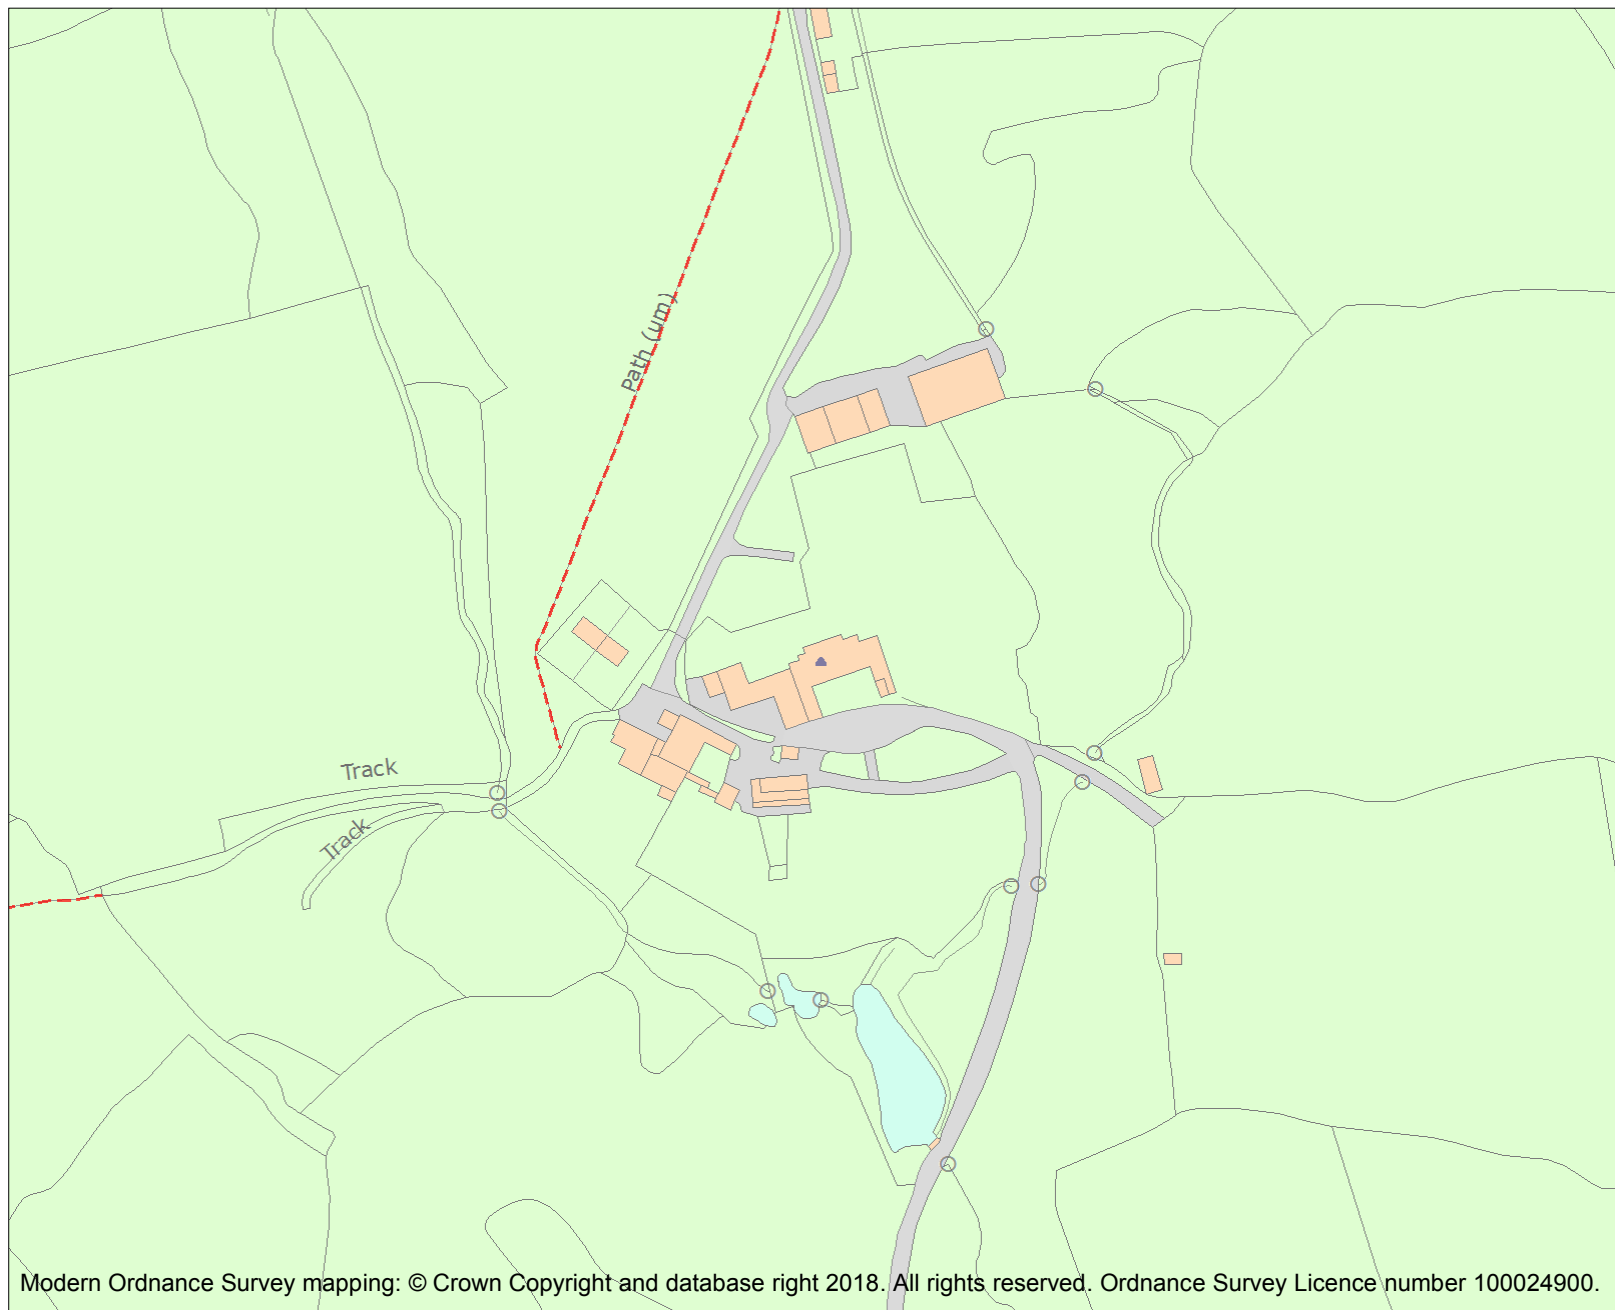 Path (um)
Track
Track
Modern Ordnance Survey mapping: © Crown Copyright and database right 2018. All rights reserved. Ordnance Survey Licence number 100024900.